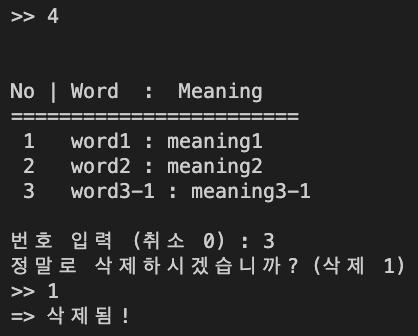 >> 4
No | Word  :  Meaning
=========================
 1   word1 : meaning1
 2   word2 : meaning2
 3   word3-1 : meaning3-1
번호 입력 (취소 0) : 3
정말로 삭제하시겠습니까? (삭제 1)
>> 1
=> 삭제됨!